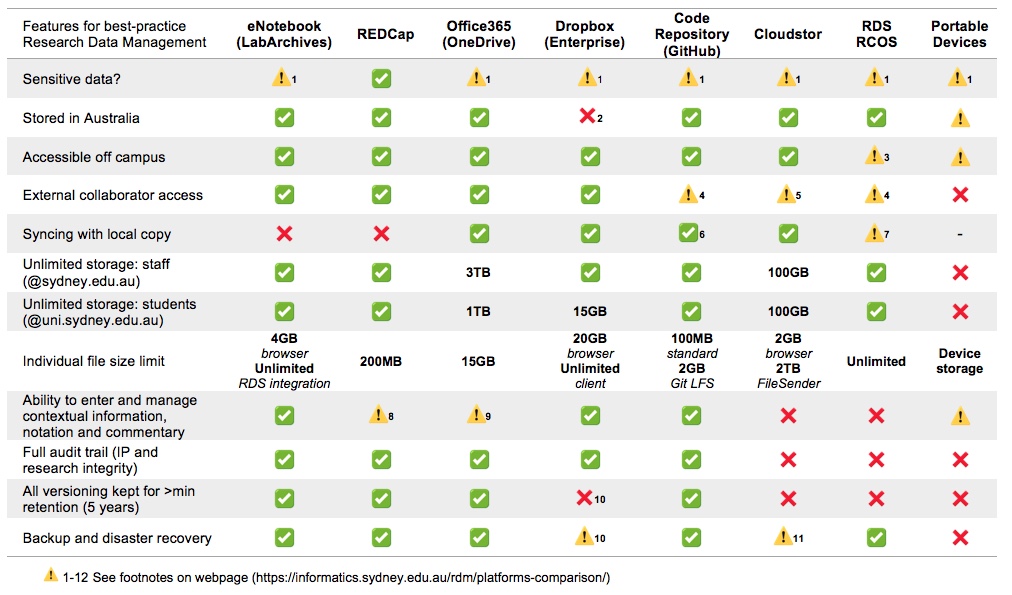 Features for best-practice Research Data Management | eNotebook (LabArchives) | REDCap | Office365 (OneDrive) | Dropbox (Enterprise) | Code Repository (GitHub) | Cloudstor | RDS RCOS | Portable Devices
Sensitive data? | ⚠️1 | ✅ | ⚠️1 | ⚠️1 | ⚠️1 | ⚠️1 | ⚠️1 | ⚠️1
Stored in Australia | ✅ | ✅ | ✅ | ❌2 | ✅ | ✅ | ✅ | ⚠️
Accessible off campus | ✅ | ✅ | ✅ | ✅ | ✅ | ✅ | ⚠️3 | ⚠️
External collaborator access | ✅ | ✅ | ✅ | ✅ | ⚠️4 | ⚠️5 | ⚠️4 | ❌
Syncing with local copy | ❌ | ❌ | ✅ | ✅ | ✅6 | ✅ | ⚠️7 | -
Unlimited storage: staff (@sydney.edu.au) | ✅ | ✅ | 3TB | ✅ | ✅ | 100GB | ✅ | ❌
Unlimited storage: students (@uni.sydney.edu.au) | ✅ | ✅ | 1TB | 15GB | ✅ | 100GB | ✅ | ❌
Individual file size limit | 4GB browser Unlimited RDS integration | 200MB | 15GB | 20GB browser Unlimited client | 100MB standard 2GB Git LFS | 2GB browser 2TB FileSender | Unlimited | Device storage
Ability to enter and manage contextual information, notation and commentary | ✅ | ⚠️8 | ⚠️9 | ✅ | ✅ | ❌ | ❌ | ⚠️
Full audit trail (IP and research integrity) | ✅ | ✅ | ✅ | ✅ | ✅ | ❌ | ❌ | ❌
All versioning kept for >min retention (5 years) | ✅ | ✅ | ✅ | ❌10 | ✅ | ❌ | ❌ | ❌
Backup and disaster recovery | ✅ | ✅ | ✅ | ⚠️10 | ✅ | ⚠️11 | ✅ | ❌
⚠️ 1-12 See footnotes on webpage (https://informatics.sydney.edu.au/rdm/platforms-comparison/)